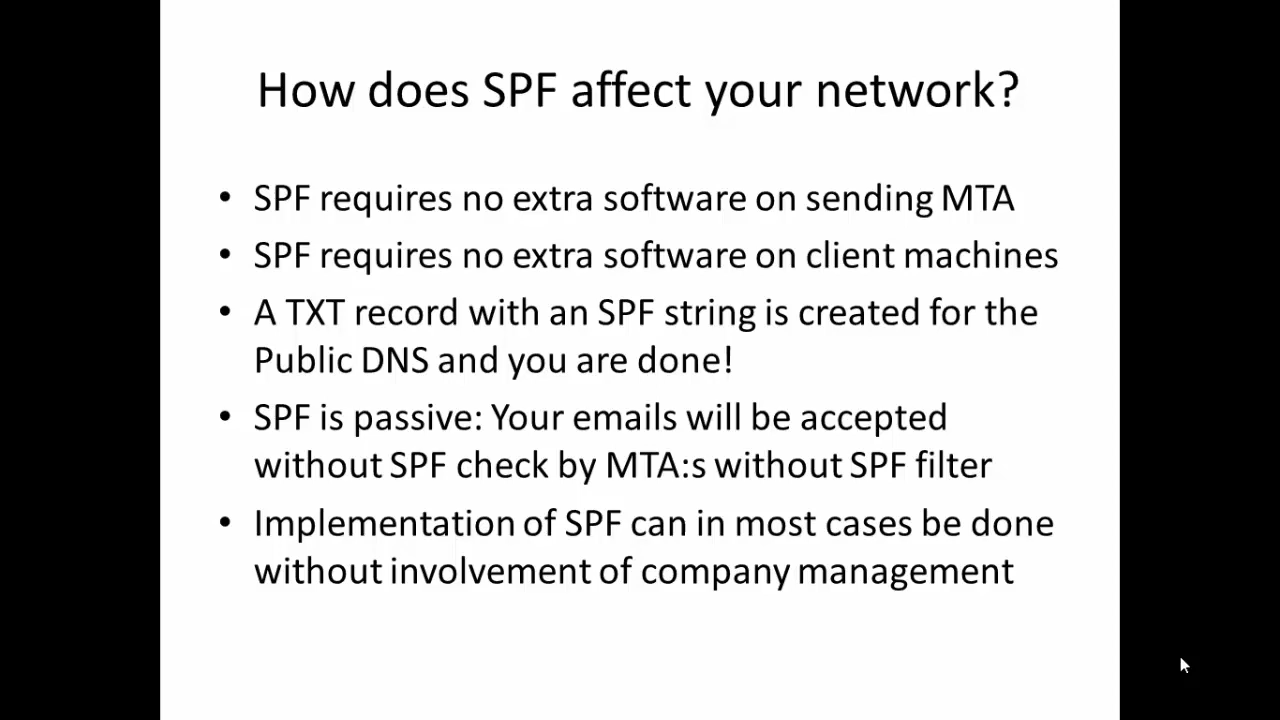 How does SPF affect your network?
• SPF requires no extra software on sending MTA
• SPF requires no extra software on client machines
• A TXT record with an SPF string is created for the
Public DNS and you are done!
• SPF is passive: Your emails will be accepted
without SPF check by MTA:s without SPF filter
• Implementation of SPF can in most cases be done
without involvement of company management